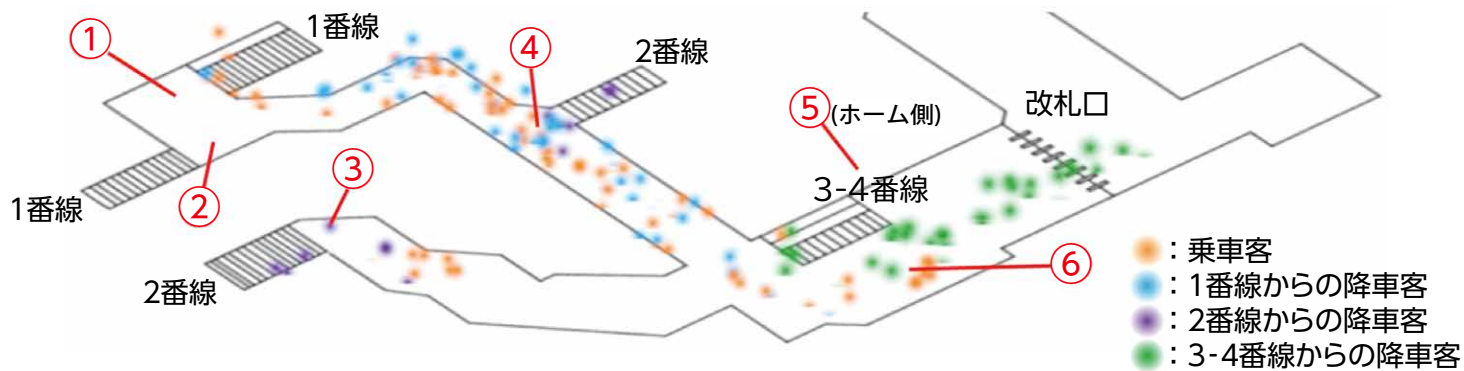 ①
1番線
④
2番線
⑤(ホーム側)
改札口
3-4番線
1番線
②
③
2番線
⑥
：乗車客
：1番線からの降車客
：2番線からの降車客
：3-4番線からの降車客